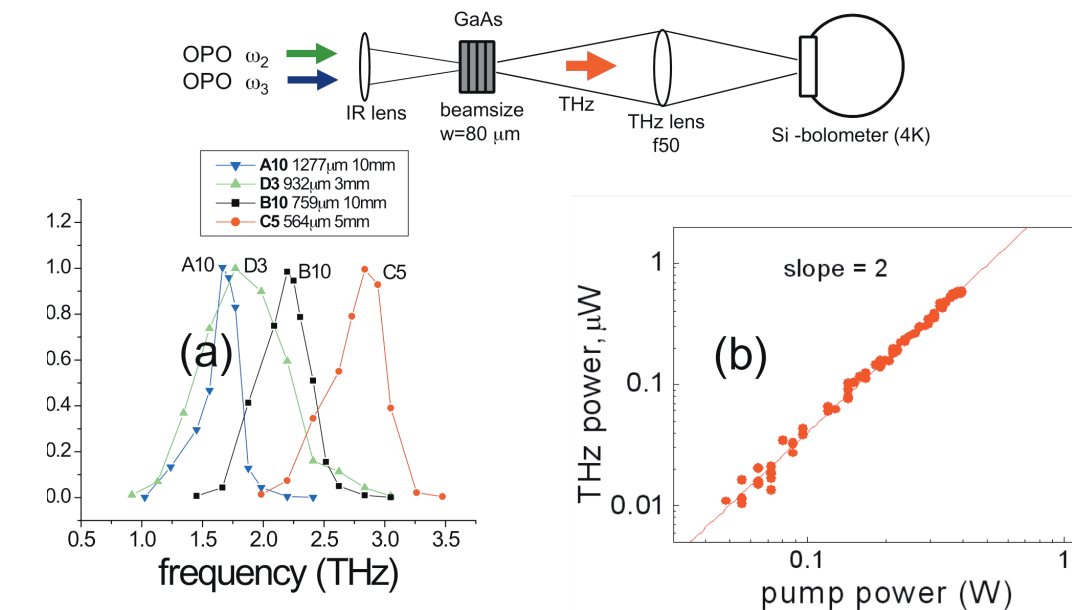 OPO ω2
OPO ω3
IR lens
GaAs
beamsize
w=80 μm
THz
THz lens
f50
Si -bolometer (4K)
A10 1277μm 10mm
D3 932μm 3mm
B10 759μm 10mm
C5 564μm 5mm
1.2
1.0
0.8
0.6
0.4
0.2
0.0
A10
D3
B10
C5
(a)
0.5
1.0
1.5
2.0
2.5
3.0
3.5
frequency (THz)
slope = 2
(b)
THz power, μW
1
0.1
0.01
0.1
1
pump power (W)